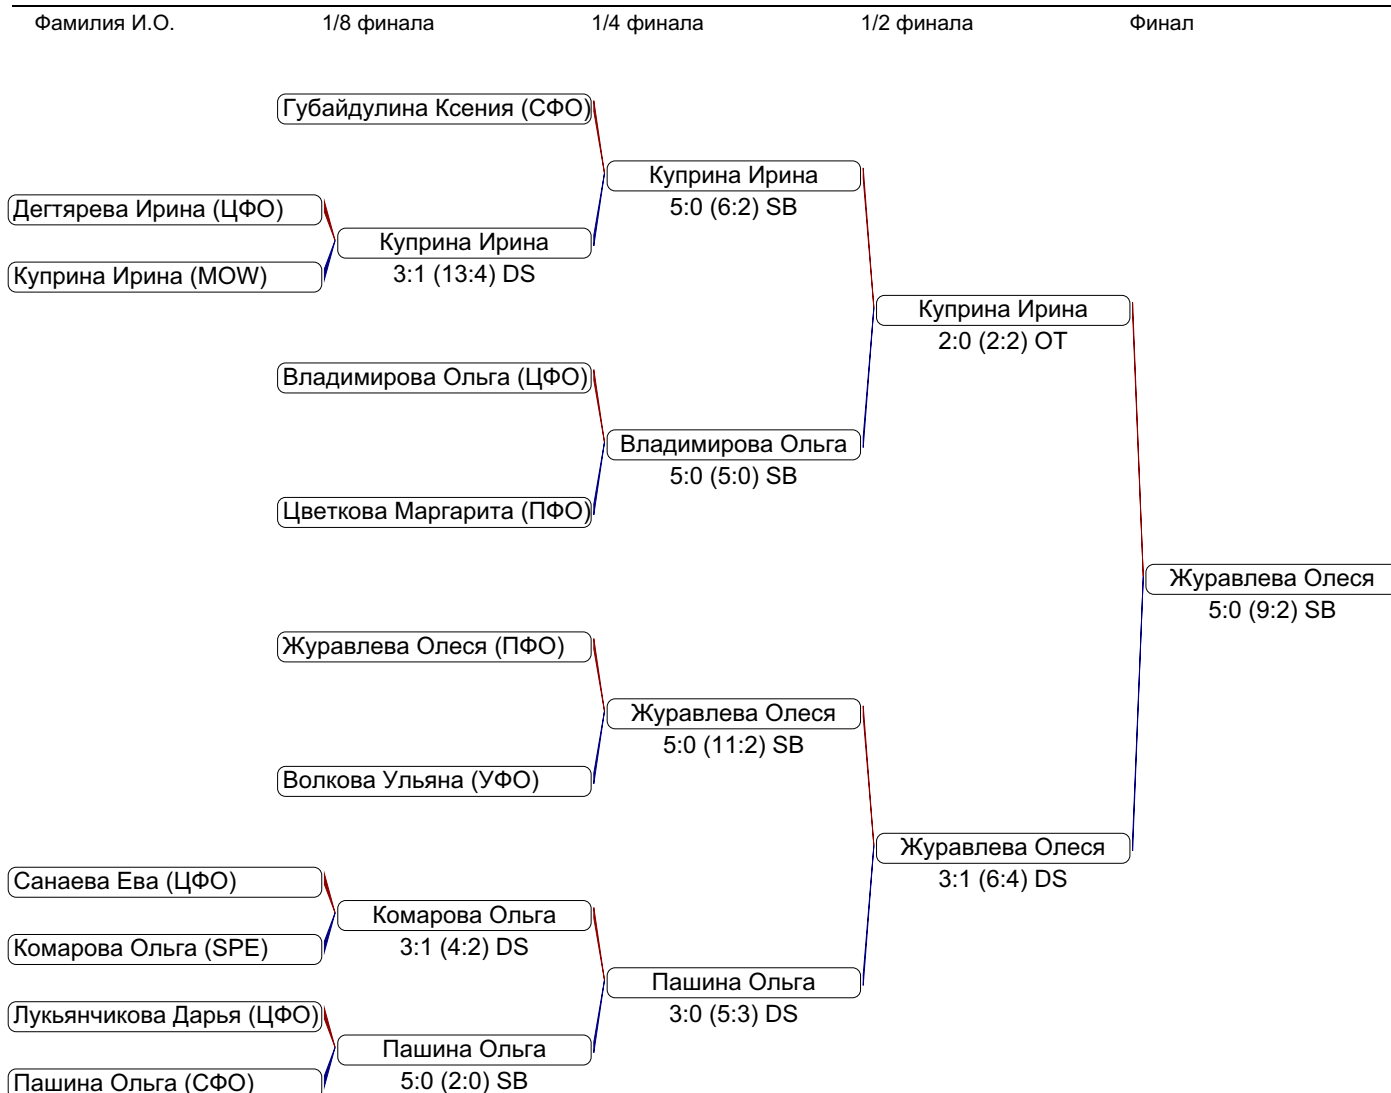 Фамилия И.О. 1/8 финала 1/4 финала 1/2 финала Финал
Губайдулина Ксения (СФО)
Куприна Ирина
5:0 (6:2) SB
Дегтярева Ирина (ЦФО)
Куприна Ирина
3:1 (13:4) DS
Куприна Ирина (MOW)
Куприна Ирина
2:0 (2:2) OT
Владимирова Ольга (ЦФО)
Владимирова Ольга
5:0 (5:0) SB
Цветкова Маргарита (ПФО)
Журавлева Олеся
5:0 (9:2) SB
Журавлева Олеся (ПФО)
Журавлева Олеся
5:0 (11:2) SB
Волкова Ульяна (УФО)
Журавлева Олеся
3:1 (6:4) DS
Санаева Ева (ЦФО)
Комарова Ольга
3:1 (4:2) DS
Комарова Ольга (SPE)
Пашина Ольга
3:0 (5:3) DS
Лукьянчикова Дарья (ЦФО)
Пашина Ольга
5:0 (2:0) SB
Пашина Ольга (СФО)